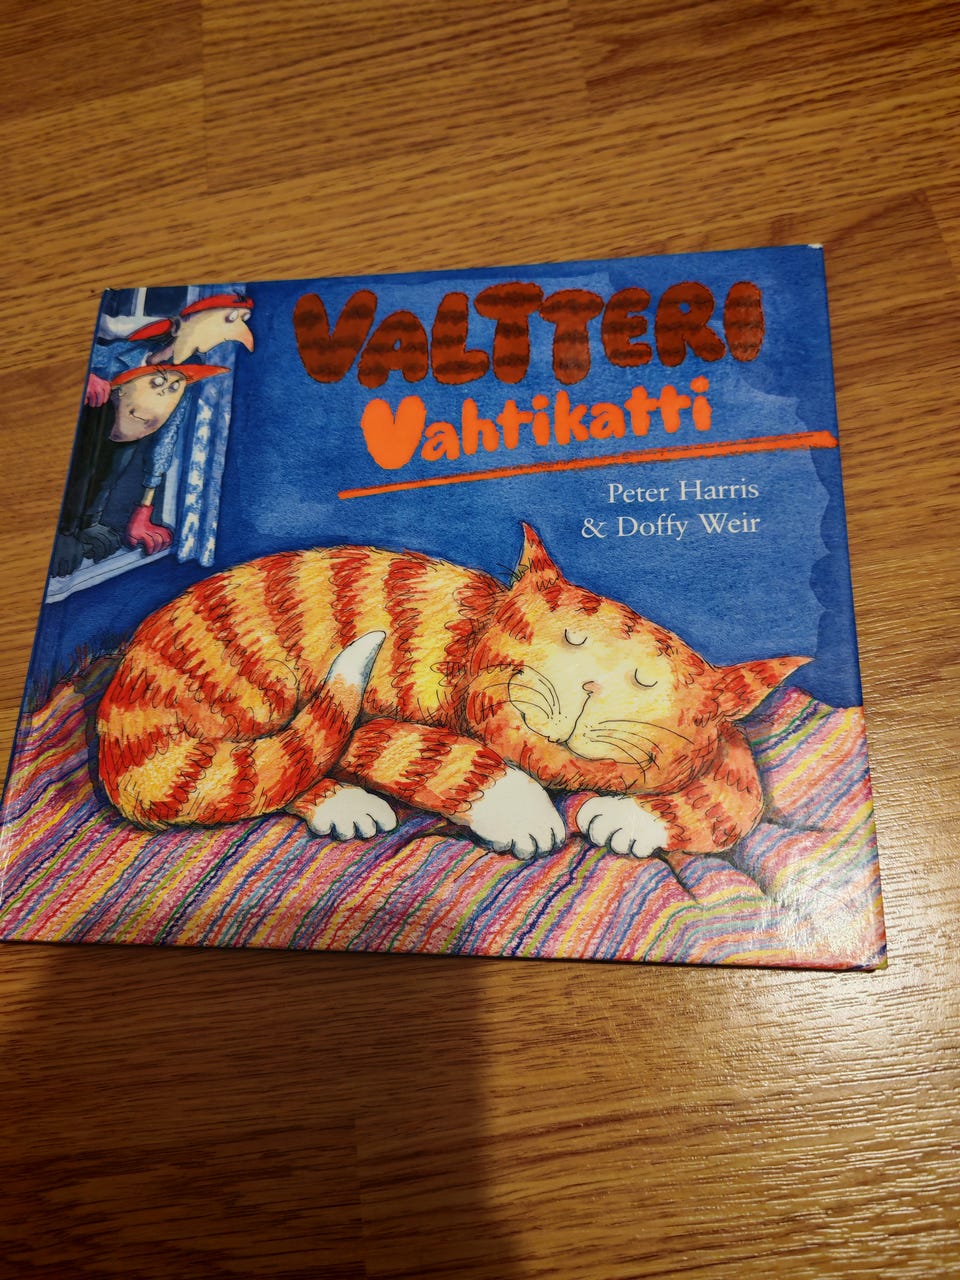 VALTTERI
Vahtikatti
Peter Harris
& Doffy Weir